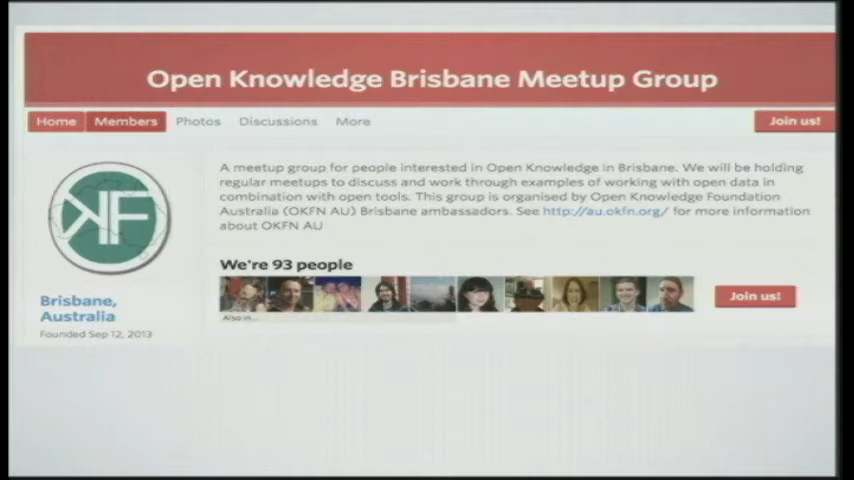 Open Knowledge Brisbane Meetup Group
Home Members Photos Discussions More Join us!
A meetup group for people interested in Open Knowledge in Brisbane. We will be holding
regular meetups to discuss and work through examples of working with open data in
combination with open tools. This group is organised by Open Knowledge Foundation
Australia (OKFN AU) Brisbane ambassadors. See http://au.okfn.org/ for more information
about OKFN AU
KF
We're 93 people
Join us!
Also in...
Brisbane,
Australia
Founded Sep 12, 2013